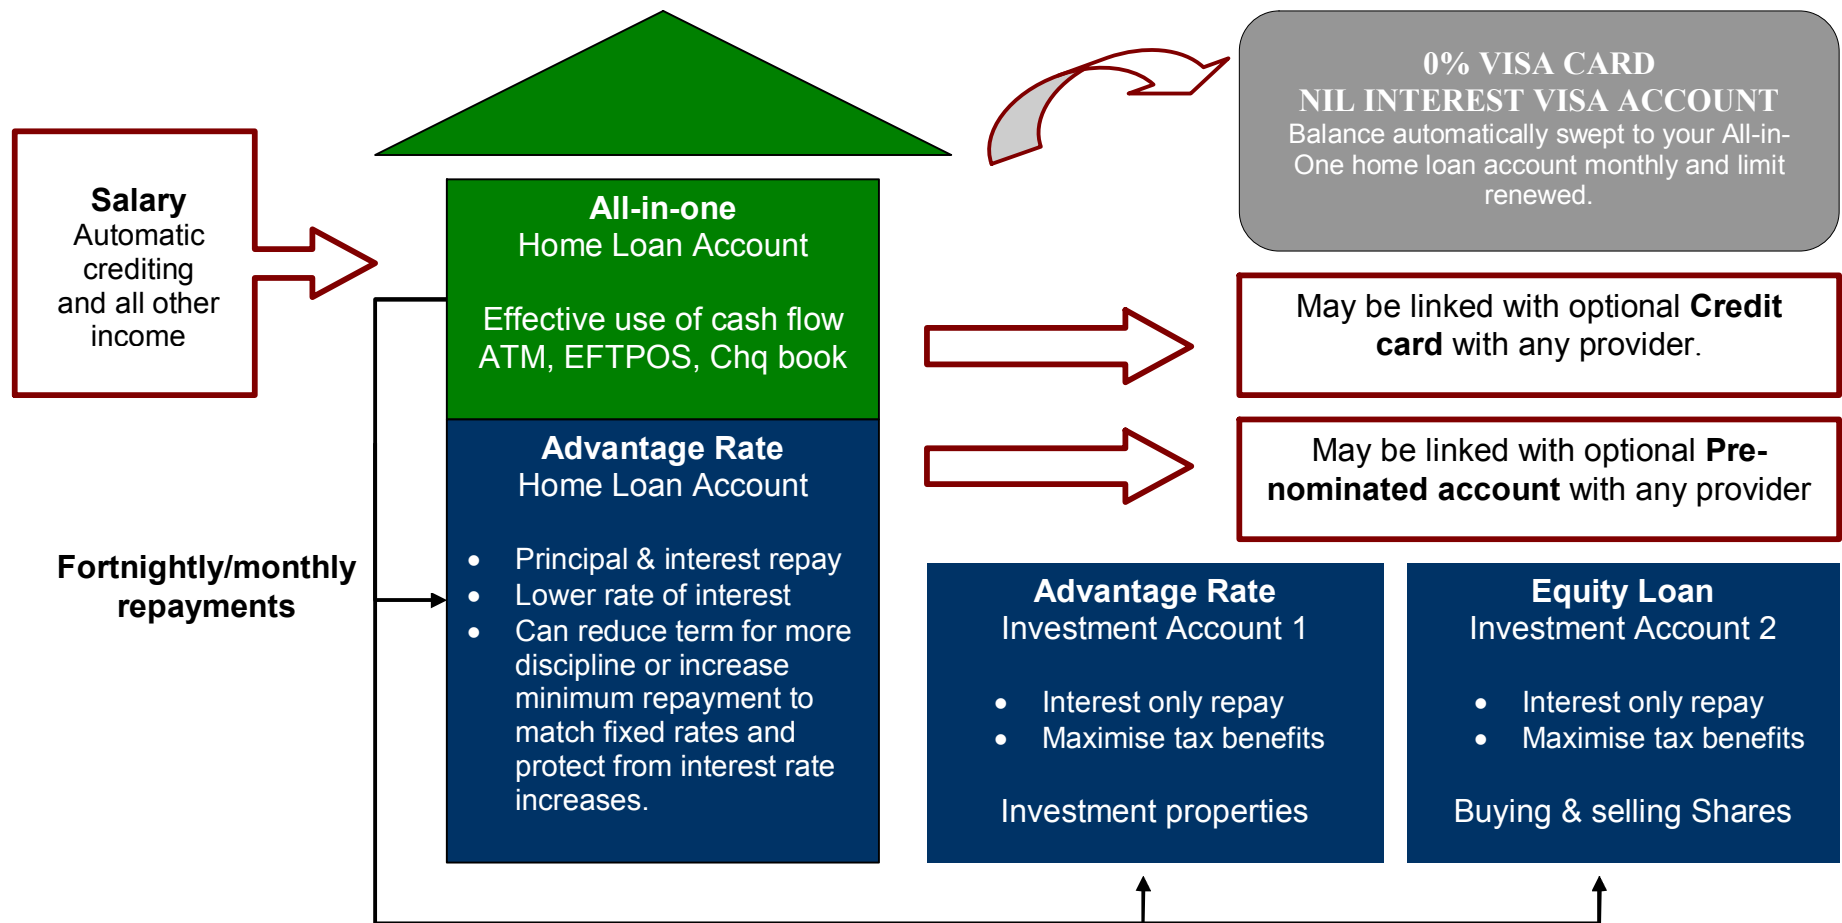 0% VISA CARD
NIL INTEREST VISA ACCOUNT
Balance automatically swept to your All-in-
One home loan account monthly and limit
renewed.
Salary
Automatic
crediting
and all other
income
All-in-one
Home Loan Account
Effective use of cash flow
ATM, EFTPOS, Chq book
May be linked with optional Credit
card with any provider.
May be linked with optional Pre-
nominated account with any provider
Fortnightly/monthly
repayments
Advantage Rate
Home Loan Account
• Principal & interest repay
• Lower rate of interest
• Can reduce term for more
discipline or increase
minimum repayment to
match fixed rates and
protect from interest rate
increases.
Advantage Rate
Investment Account 1
• Interest only repay
• Maximise tax benefits
Investment properties
Equity Loan
Investment Account 2
• Interest only repay
• Maximise tax benefits
Buying & selling Shares